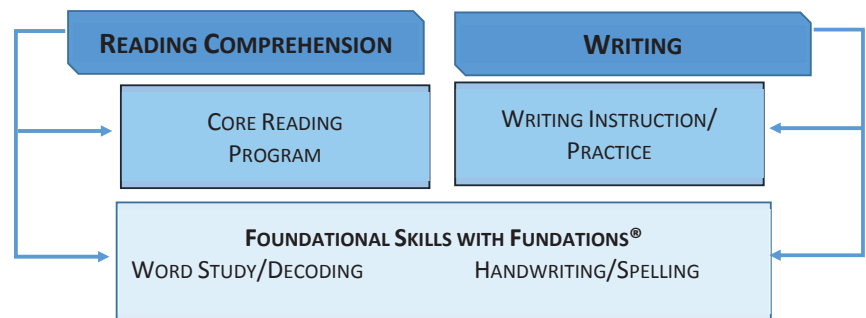 READING COMPREHENSION
WRITING
CORE READING
PROGRAM
WRITING INSTRUCTION/
PRACTICE
FOUNDATIONAL SKILLS WITH FUNDATIONS®
WORD STUDY/DECODING
HANDWRITING/SPELLING